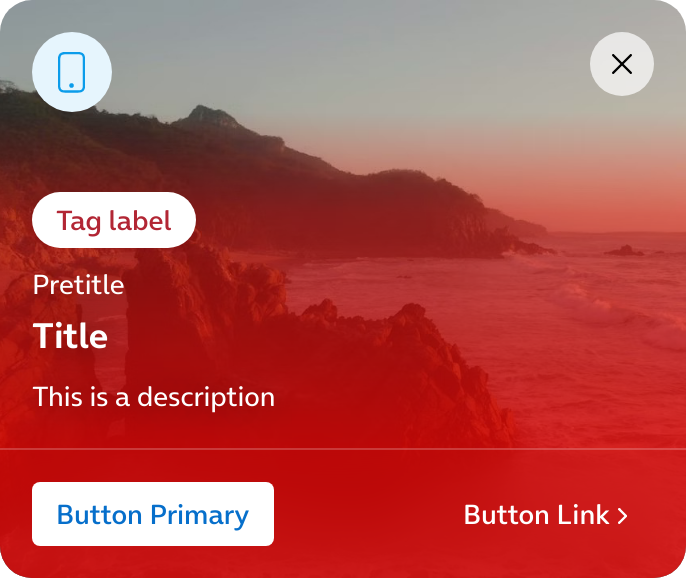 Tag label
Pretitle
Title
This is a description
Button Primary
Button Link